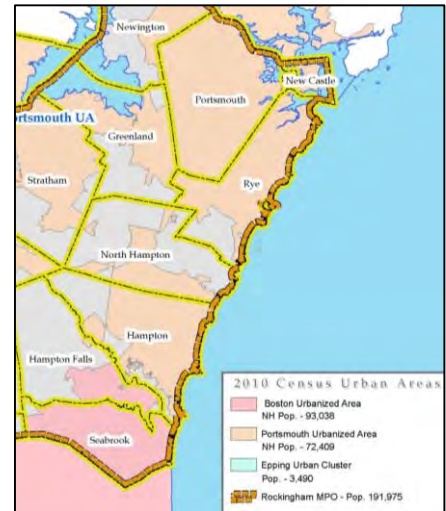 Newington
New Castle
Portsmouth
ortsmouth UA
Greenland
Stratham
Rye
North Hampton
Hampton
Hampton Falls
Seabrook
2010 Census Urban Areas
Boston Urbanized Area
NH Pop. - 93,038
Portsmouth Urbanized Area
NH Pop. - 72,409
Epping Urban Cluster
Pop. - 3,490
Rockingham MPO - Pop. 191,975